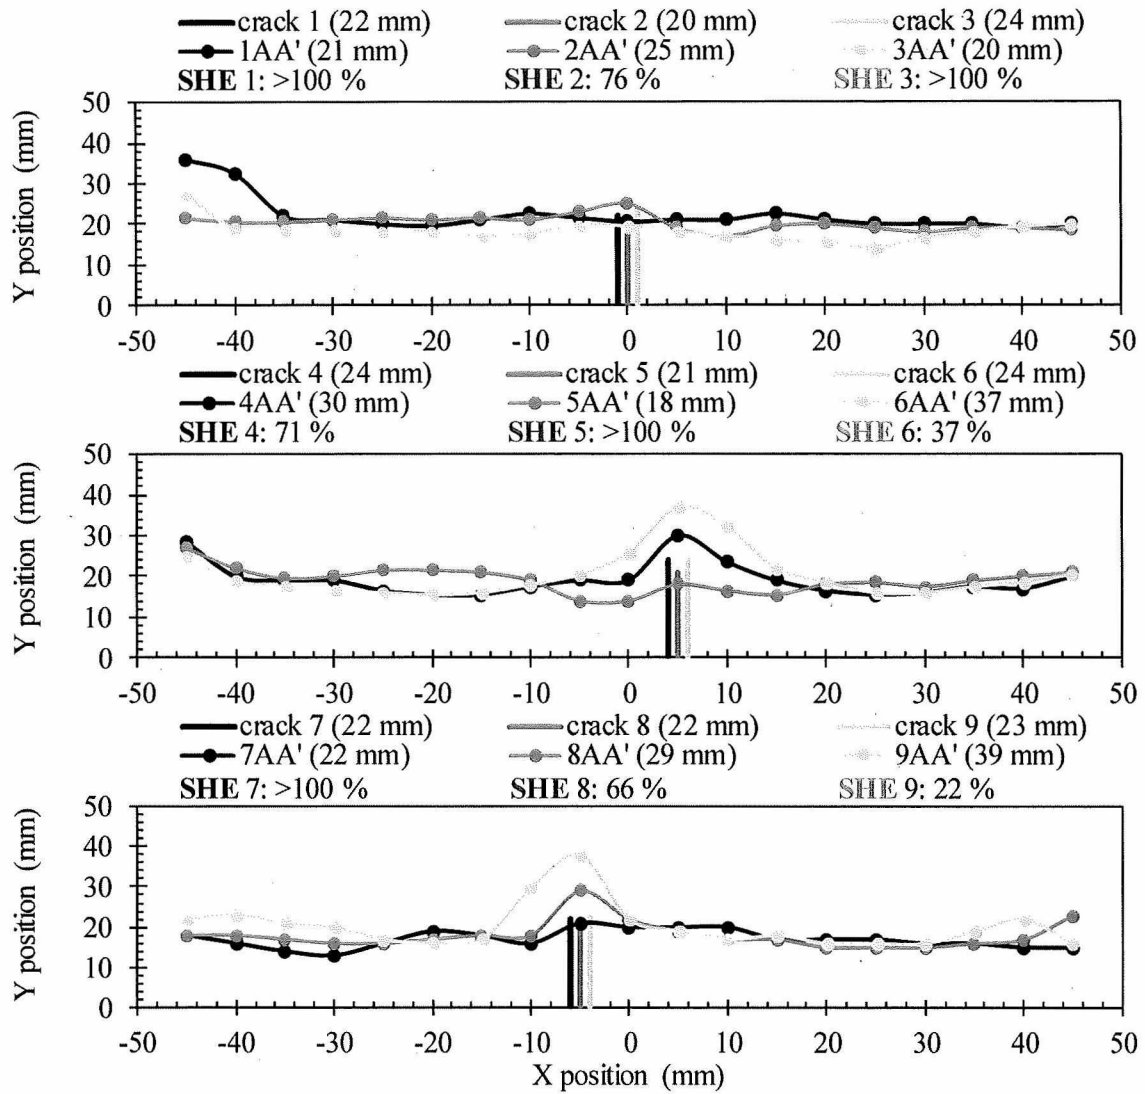 crack 1 (22 mm) crack 2 (20 mm) crack 3 (24 mm)
1AA' (21 mm) 2AA' (25 mm) 3AA' (20 mm)
SHE 1: >100 % SHE 2: 76 % SHE 3: >100 %
50
40
30
20
10
0
Y position (mm)
-50 -40 -30 -20 -10 0 10 20 30 40 50
crack 4 (24 mm) crack 5 (21 mm) crack 6 (24 mm)
4AA' (30 mm) 5AA' (18 mm) 6AA' (37 mm)
SHE 4: 71 % SHE 5: >100 % SHE 6: 37 %
50
40
30
20
10
0
Y position (mm)
-50 -40 -30 -20 -10 0 10 20 30 40 50
crack 7 (22 mm) crack 8 (22 mm) crack 9 (23 mm)
7AA' (22 mm) 8AA' (29 mm) 9AA' (39 mm)
SHE 7: >100 % SHE 8: 66 % SHE 9: 22 %
50
40
30
20
10
0
Y position (mm)
-50 -40 -30 -20 -10 0 10 20 30 40 50
X position (mm)